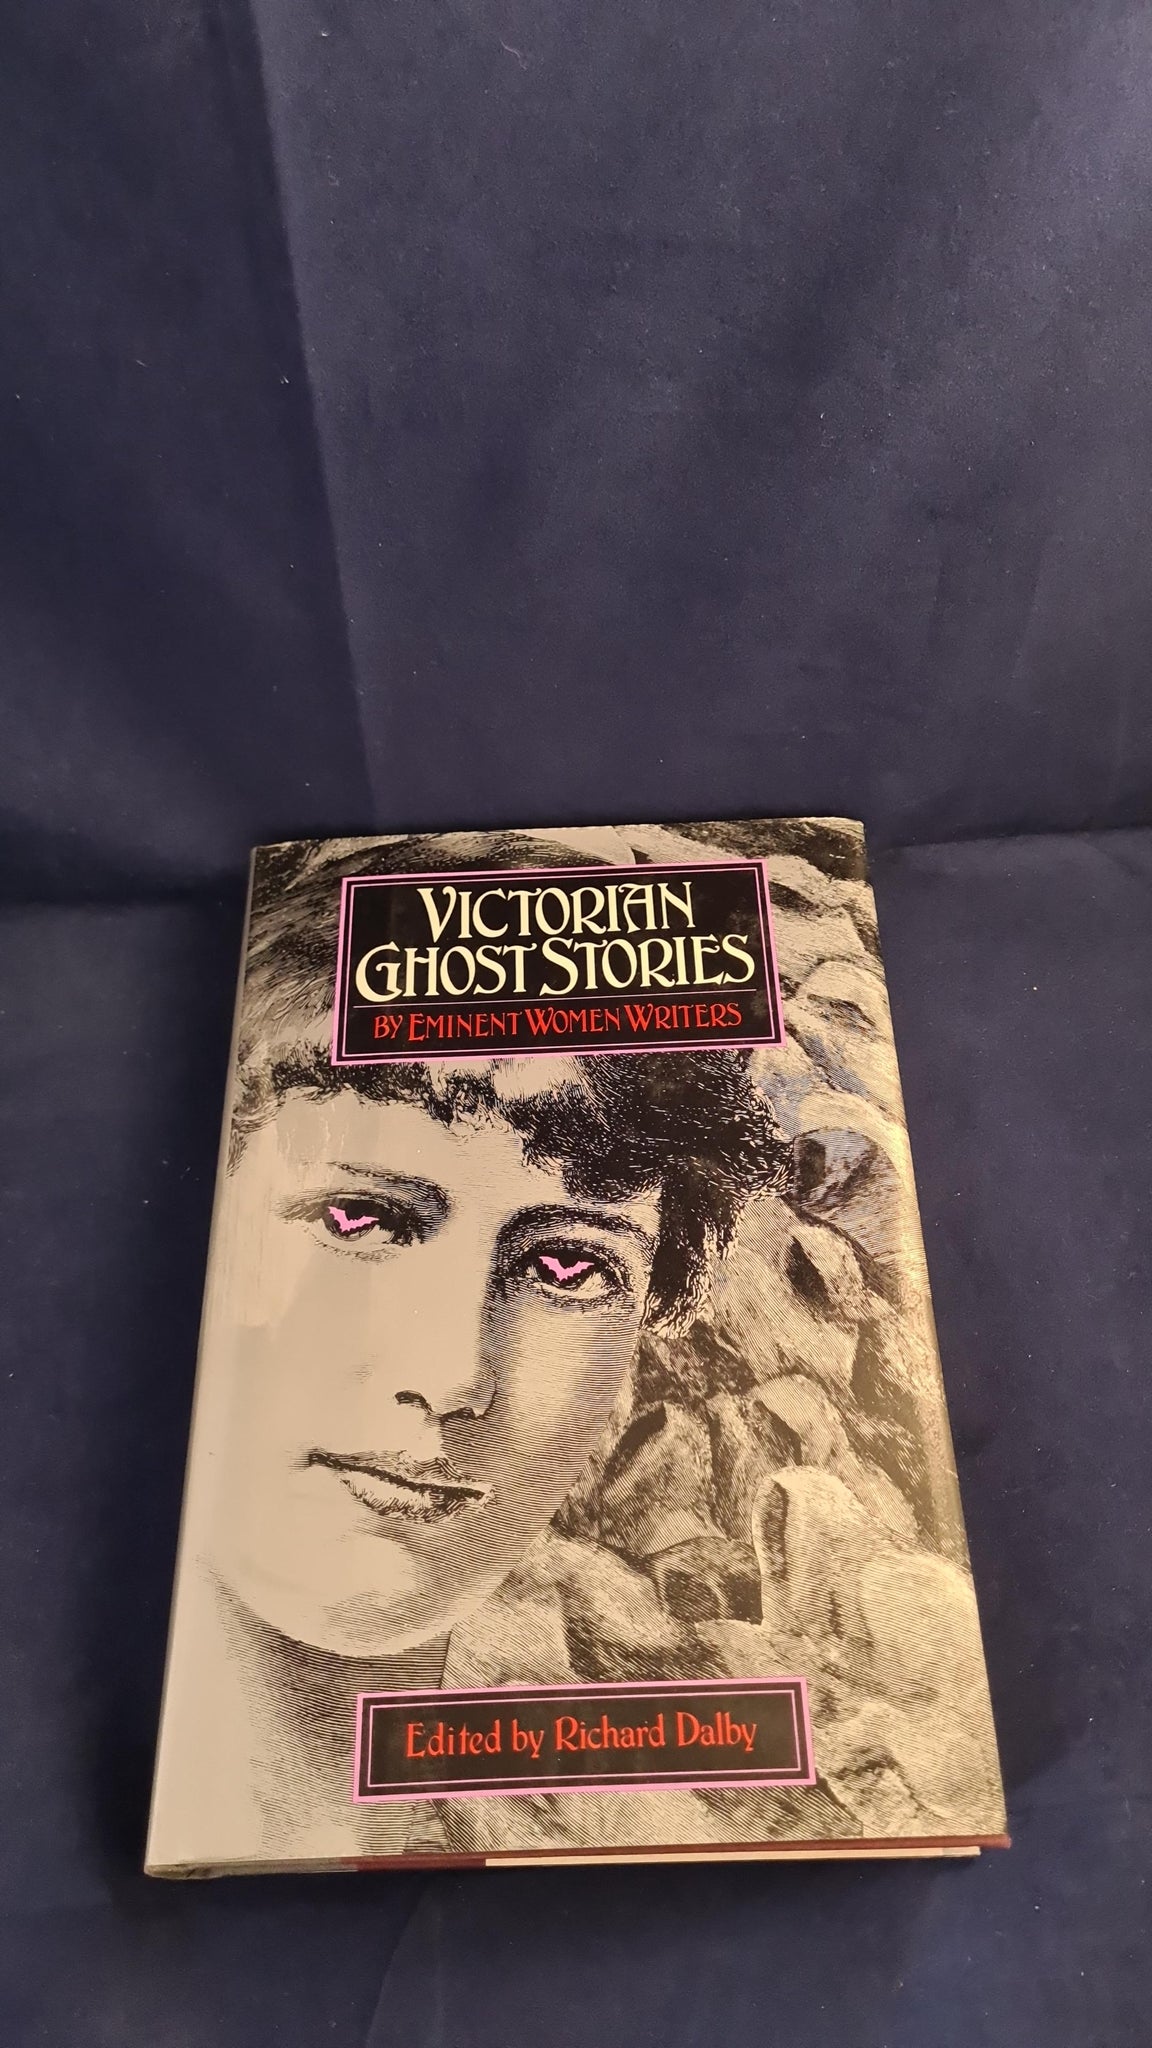 VICTORIAN
GHOST STORIES
BY EMINENT WOMEN WRITERS
Edited by Richard Dalby